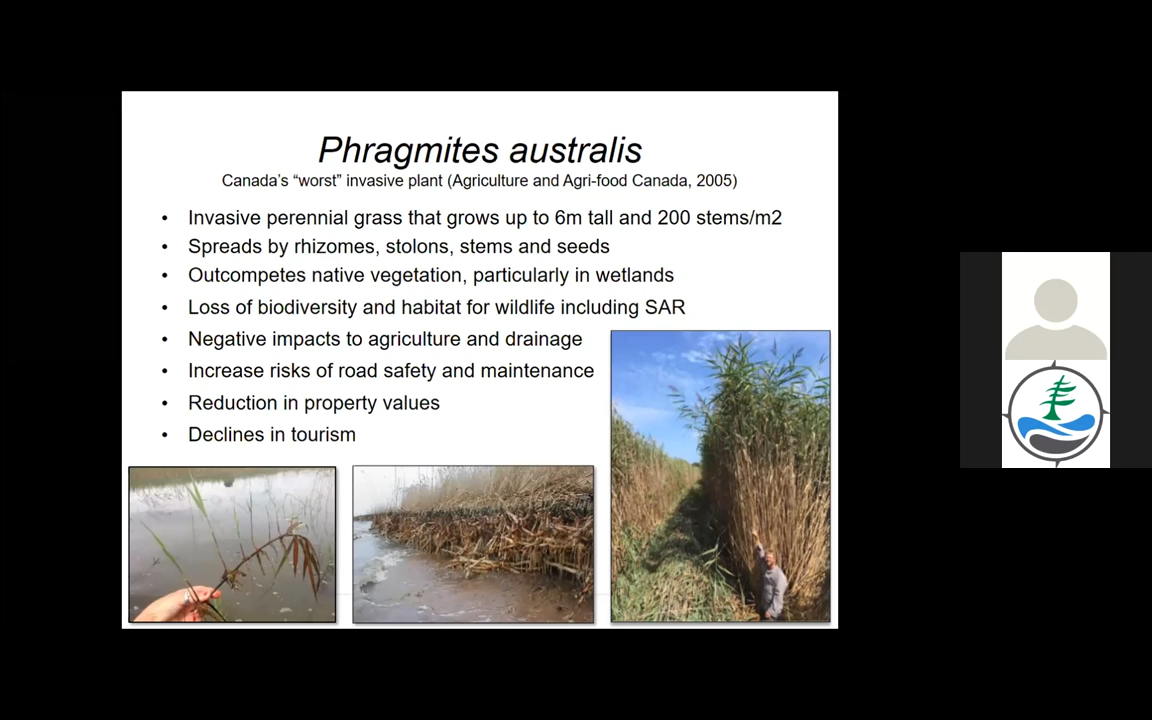 Phragmites australis
Canada's “worst” invasive plant (Agriculture and Agri-food Canada, 2005)
• Invasive perennial grass that grows up to 6m tall and 200 stems/m2
• Spreads by rhizomes, stolons, stems and seeds
• Outcompetes native vegetation, particularly in wetlands
• Loss of biodiversity and habitat for wildlife including SAR
• Negative impacts to agriculture and drainage
• Increase risks of road safety and maintenance
• Reduction in property values
• Declines in tourism